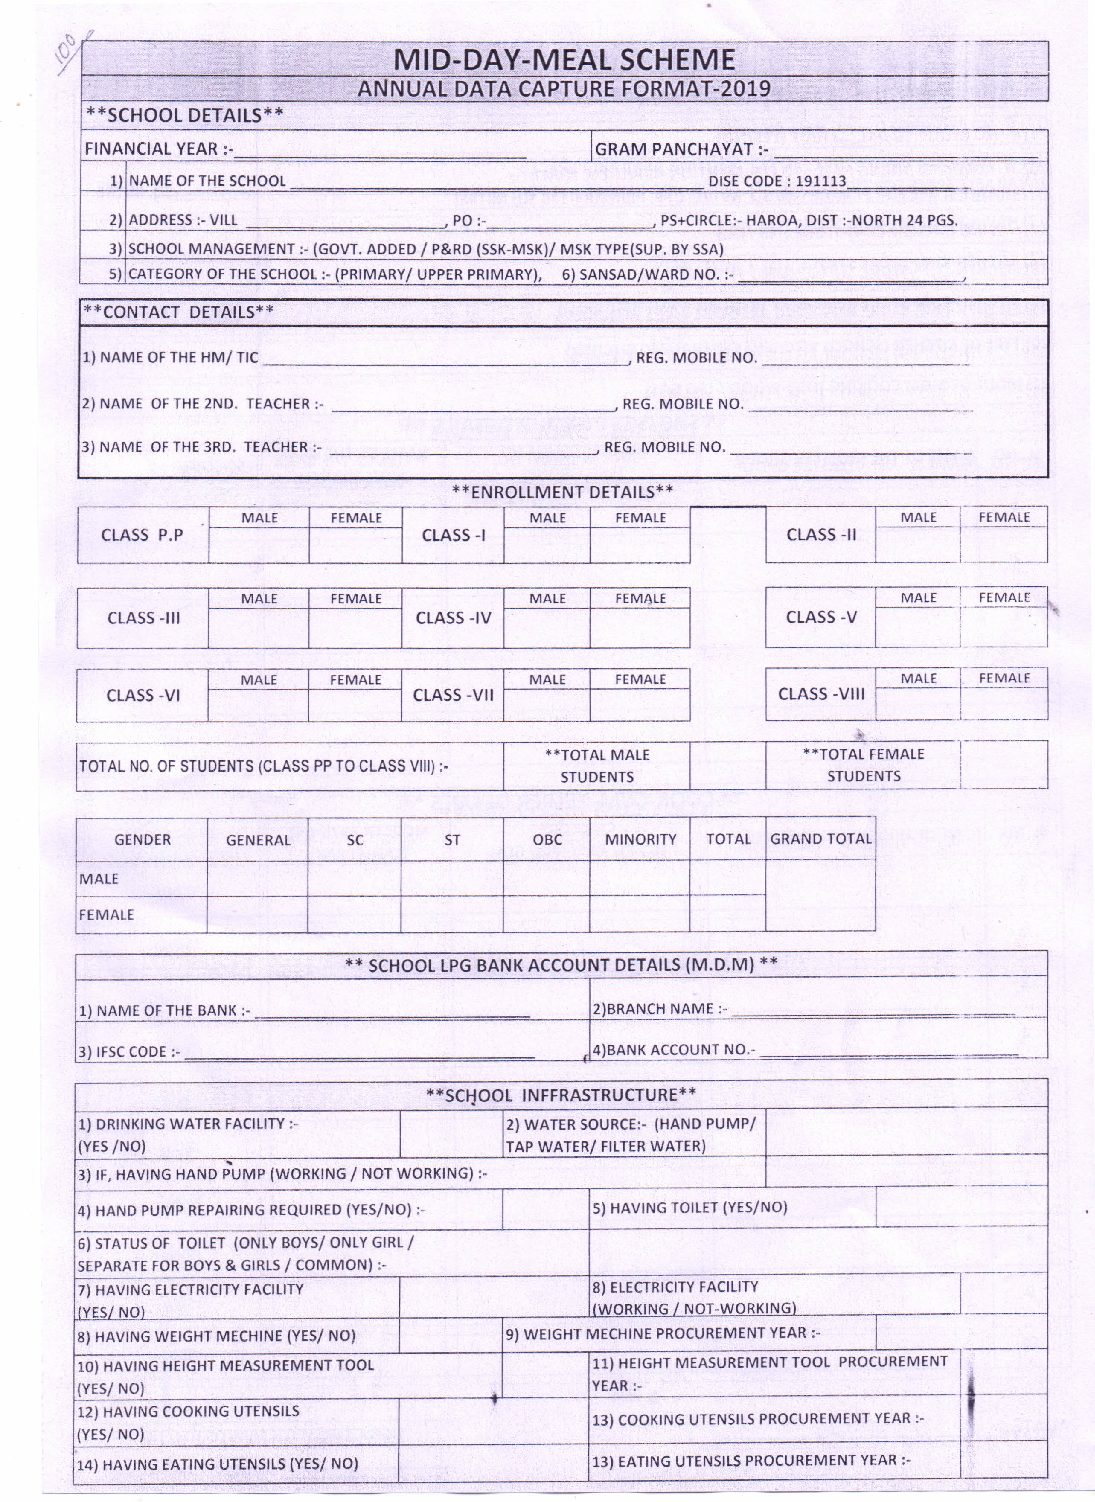 100
MID-DAY-MEAL SCHEME
ANNUAL DATA CAPTURE FORMAT-2019
**SCHOOL DETAILS**
FINANCIAL YEAR :- GRAM PANCHAYAT :-
1) NAME OF THE SCHOOL DISE CODE : 191113
2) ADDRESS :- VILL , PO :- , PS+CIRCLE:- HAROA, DIST :-NORTH 24 PGS.
3) SCHOOL MANAGEMENT :- (GOVT. ADDED / P&RD (SSK-MSK)/ MSK TYPE(SUP. BY SSA)
5) CATEGORY OF THE SCHOOL :- (PRIMARY/ UPPER PRIMARY), 6) SANSAD/WARD NO. :- ,
**CONTACT DETAILS**
1) NAME OF THE HM/ TIC , REG. MOBILE NO.
2) NAME OF THE 2ND. TEACHER :- , REG. MOBILE NO.
3) NAME OF THE 3RD. TEACHER :- , REG. MOBILE NO.
**ENROLLMENT DETAILS**
MALE FEMALE MALE FEMALE MALE FEMALE
CLASS P.P CLASS -I CLASS -II
MALE FEMALE MALE FEMALE MALE FEMALE
CLASS -III CLASS -IV CLASS -V
MALE FEMALE MALE FEMALE MALE FEMALE
CLASS -VI CLASS -VII CLASS -VIII
TOTAL NO. OF STUDENTS (CLASS PP TO CLASS VIII) :-
**TOTAL MALE
STUDENTS
**TOTAL FEMALE
STUDENTS
GENDER GENERAL SC ST OBC MINORITY TOTAL GRAND TOTAL
MALE
FEMALE
** SCHOOL LPG BANK ACCOUNT DETAILS (M.D.M) **
1) NAME OF THE BANK :- 2)BRANCH NAME :-
3) IFSC CODE :- 4)BANK ACCOUNT NO.-
**SCHOOL INFFRASTRUCTURE**
1) DRINKING WATER FACILITY :-
(YES /NO)
2) WATER SOURCE:- (HAND PUMP/
TAP WATER/ FILTER WATER)
3) IF, HAVING HAND PUMP (WORKING / NOT WORKING) :-
4) HAND PUMP REPAIRING REQUIRED (YES/NO) :- 5) HAVING TOILET (YES/NO)
6) STATUS OF TOILET (ONLY BOYS/ ONLY GIRL /
SEPARATE FOR BOYS & GIRLS / COMMON) :-
7) HAVING ELECTRICITY FACILITY
(YES/ NO)
8) ELECTRICITY FACILITY
(WORKING / NOT-WORKING)
8) HAVING WEIGHT MECHINE (YES/ NO) 9) WEIGHT MECHINE PROCUREMENT YEAR :-
10) HAVING HEIGHT MEASUREMENT TOOL
(YES/ NO)
11) HEIGHT MEASUREMENT TOOL PROCUREMENT
YEAR :-
12) HAVING COOKING UTENSILS
(YES/ NO)
13) COOKING UTENSILS PROCUREMENT YEAR :-
14) HAVING EATING UTENSILS (YES/ NO) 13) EATING UTENSILS PROCUREMENT YEAR :-